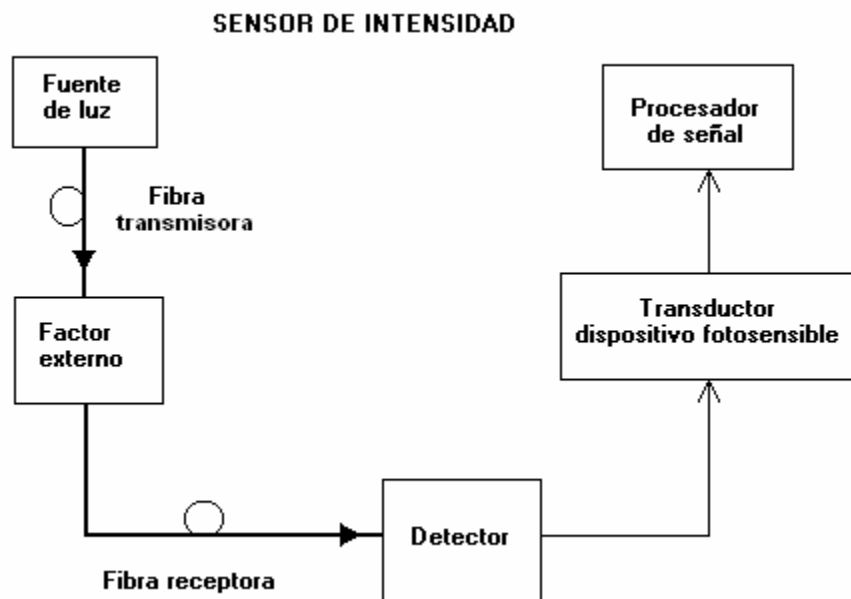 SENSOR DE INTENSIDAD
Fuente
de luz
Fibra
transmisora
Factor
externo
Fibra receptora
Detector
Transductor
dispositivo fotosensible
Procesador
de señal